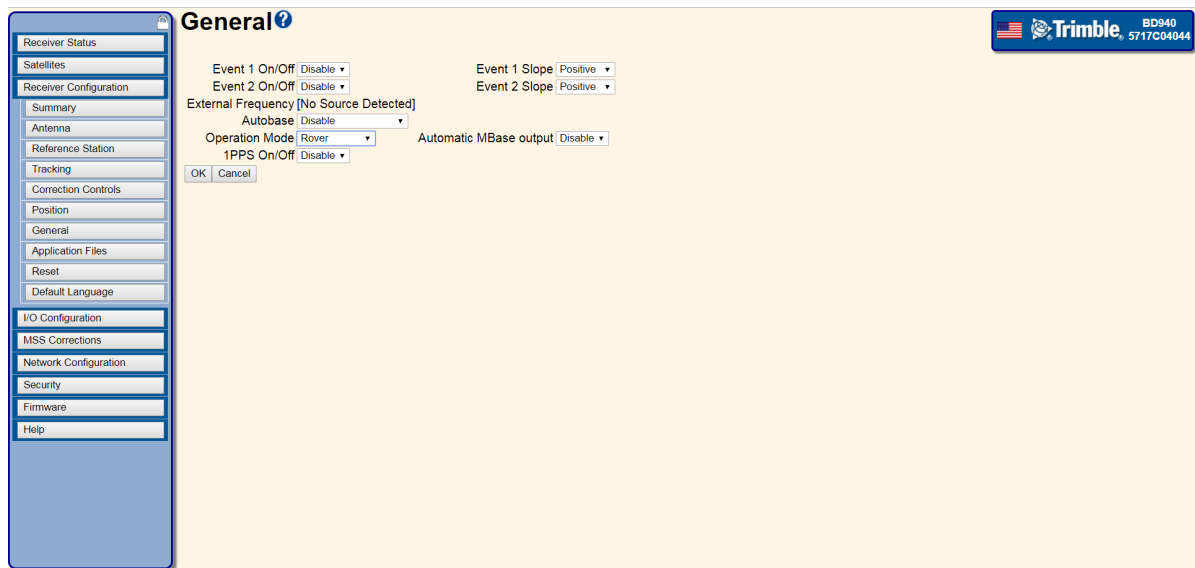 General?
Trimble® BD940
5717C04044
Receiver Status
Satellites
Receiver Configuration
Summary
Antenna
Reference Station
Tracking
Correction Controls
Position
General
Application Files
Reset
Default Language
I/O Configuration
MSS Corrections
Network Configuration
Security
Firmware
Help
Event 1 On/Off Disable Event 1 Slope Positive
Event 2 On/Off Disable Event 2 Slope Positive
External Frequency [No Source Detected]
Autobase Disable
Operation Mode Rover Automatic MBase output Disable
1PPS On/Off Disable
OK Cancel